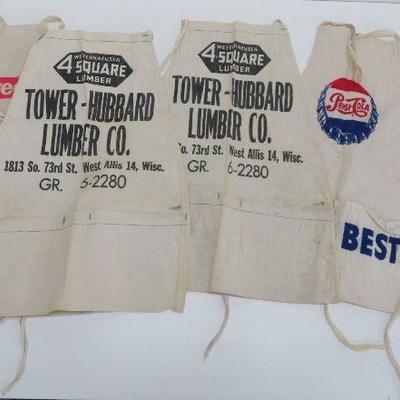 WEYERHAEUSER
4 SQUARE
LUMBER
TOWER-HUBBARD
LUMBER CO.
1813 So. 73rd St. West Allis 14, Wisc.
GR. 6-2280
WEYERHAEUSER
4 SQUARE
LUMBER
TOWER-HUBBARD
LUMBER CO.
So. 73rd St. West Allis 14, Wisc.
GR. 6-2280
PEPSI-COLA
BEST